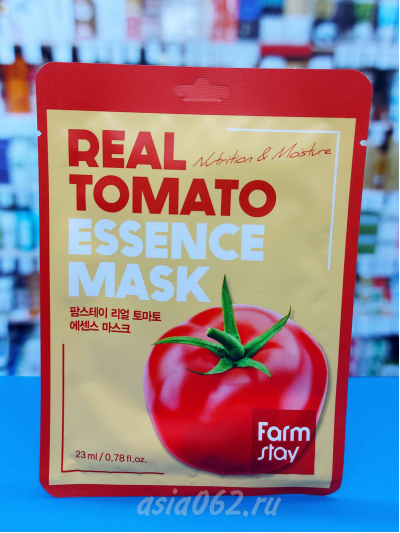 REAL
Nutrition & Moisture
TOMATO
ESSENCE
MASK
팜스테이 리얼 토마토
에센스 마스크
Farm
stay
23 ml / 0.78 fl.oz.
asia062.ru